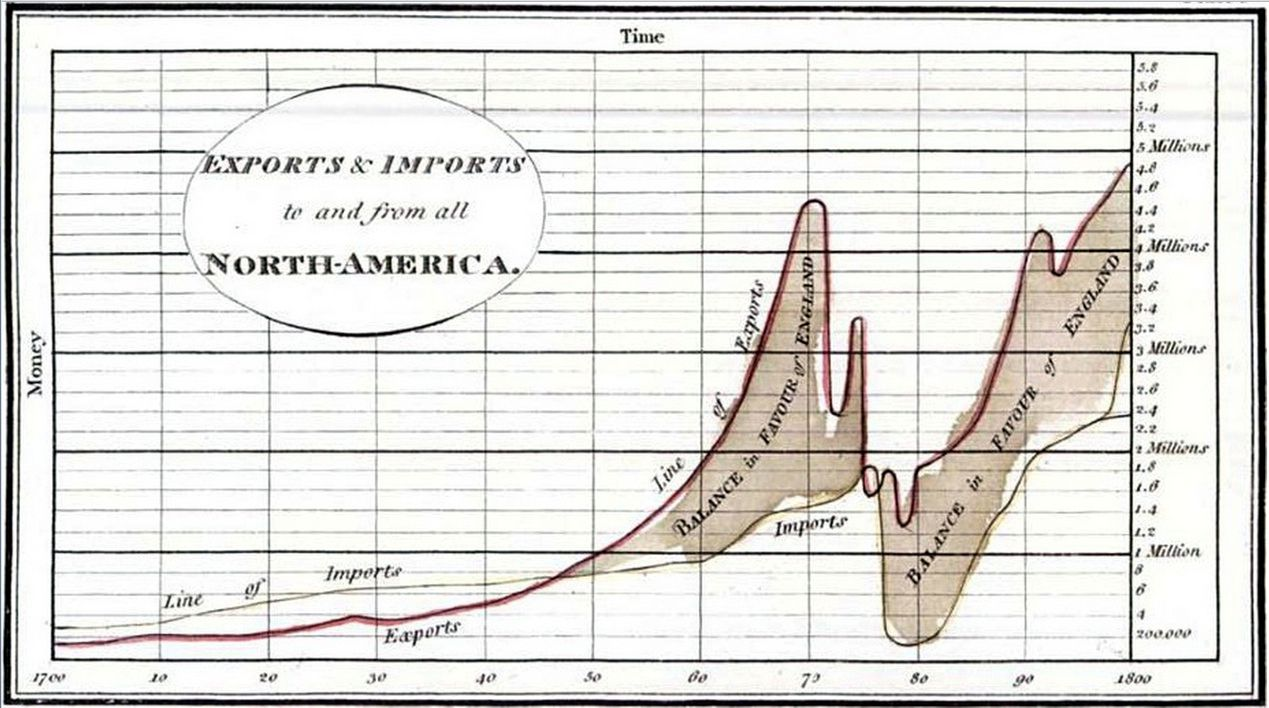 Time
EXPORTS & IMPORTS
to and from all
NORTH-AMERICA.
Money
5.8
5.6
5.4
5.2
5 Millions
4.8
4.6
4.4
4.2
4 Millions
3.8
3.6
3.4
3.2
3 Millions
2.8
2.6
2.4
2.2
2 Millions
1.8
1.6
1.4
1.2
1 Million
8
6
4
200,000
Line of Exports
BALANCE in FAVOUR of ENGLAND
Imports
BALANCE in FAVOUR of ENGLAND
Line of Imports
Exports
1700 10 20 30 40 50 60 70 80 90 1800